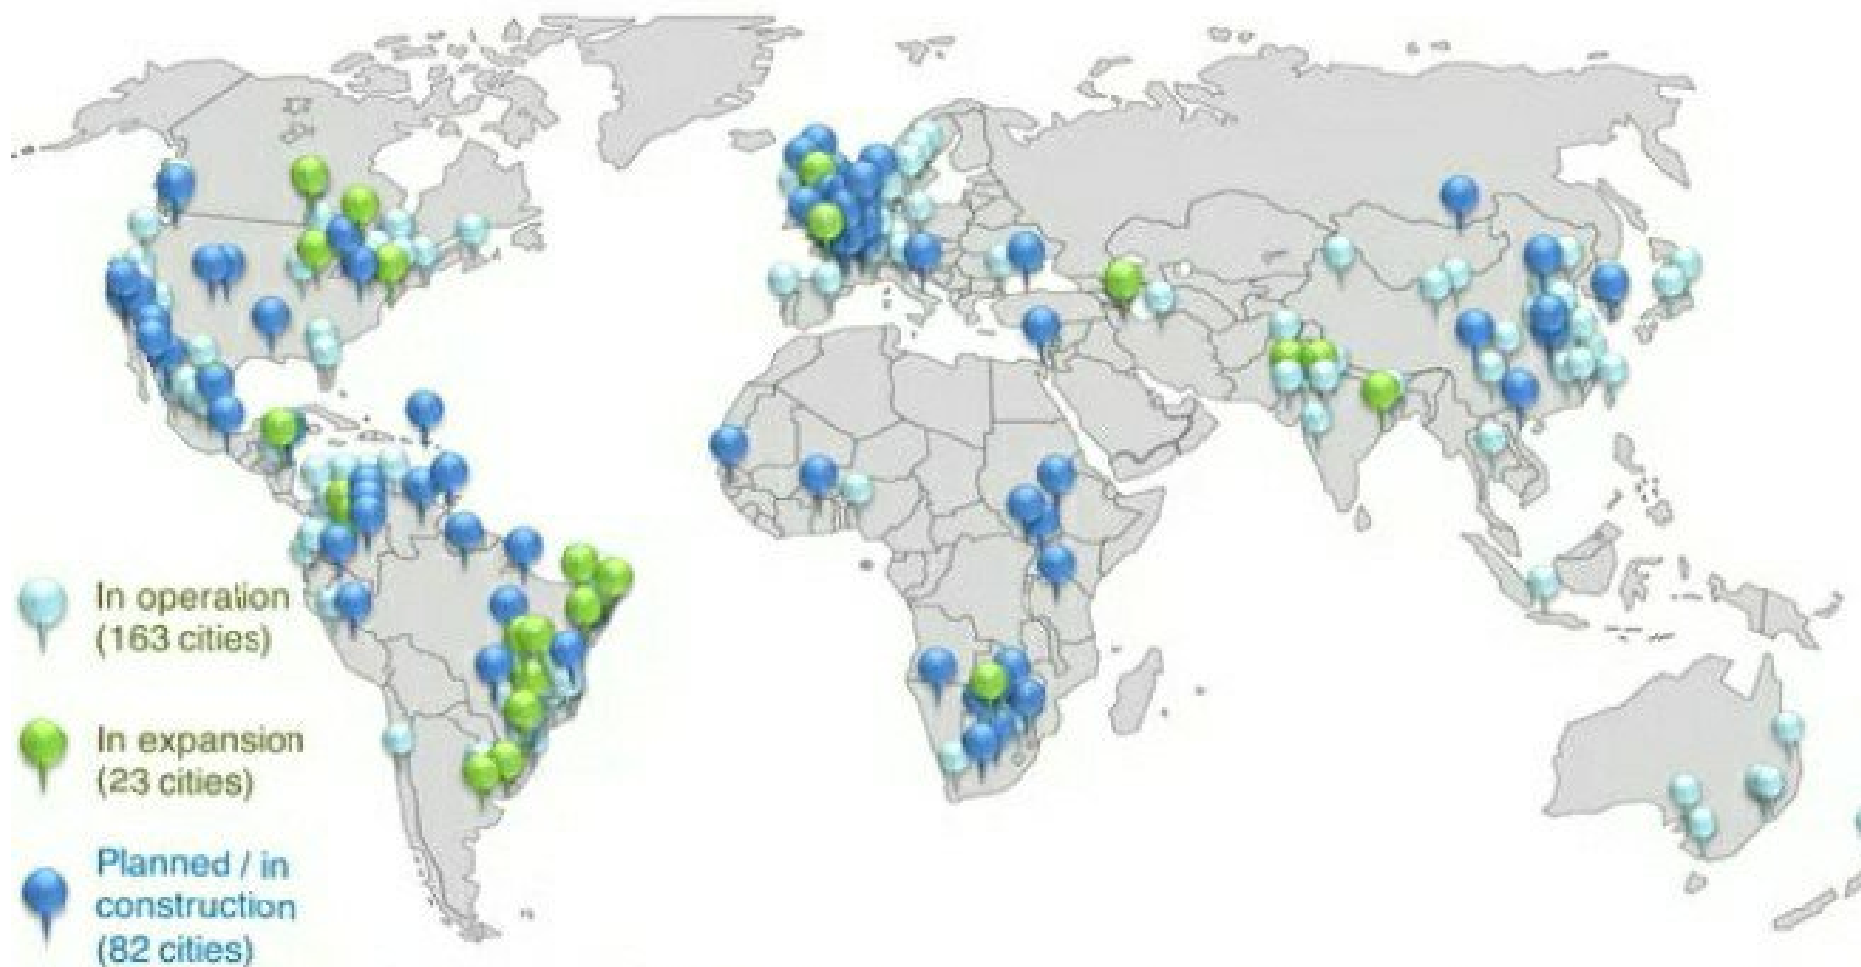 In operation
(163 cities)
In expansion
(23 cities)
Planned / in
construction
(82 cities)